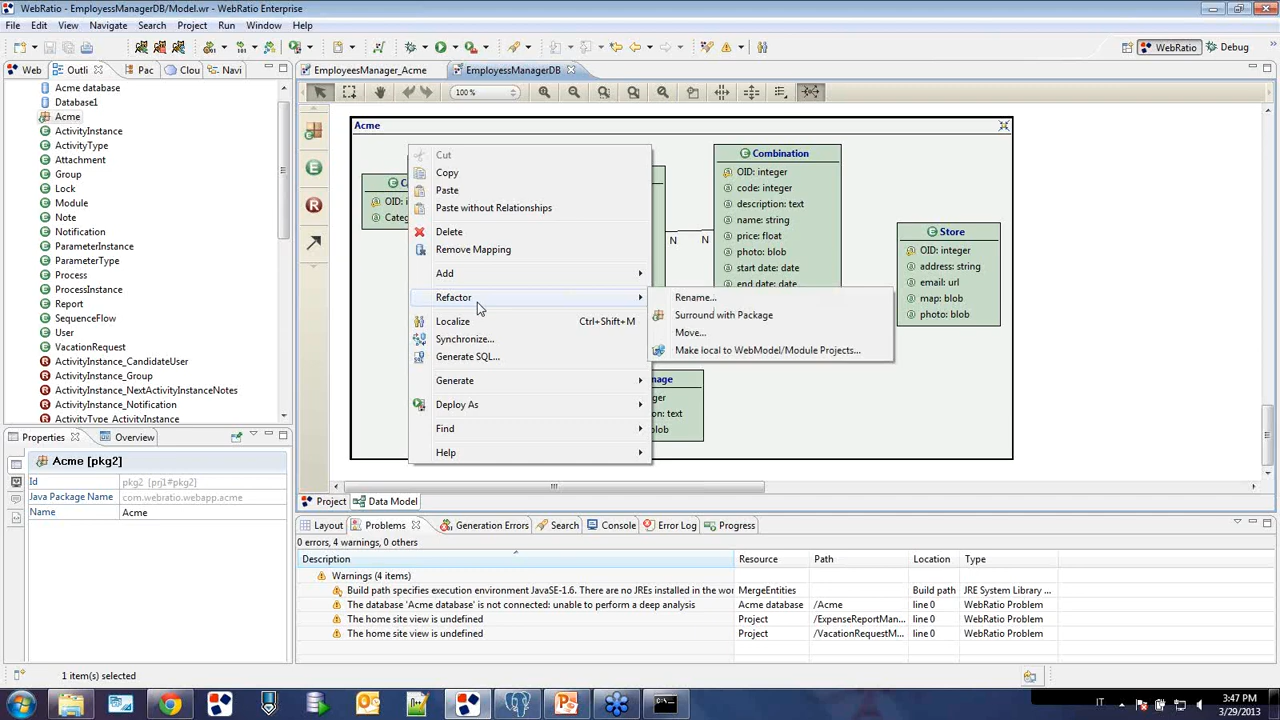 WebRatio - EmployessManagerDB/Model.wr - WebRatio Enterprise
File Edit View Navigate Search Project Run Window Help
WebRatio Debug
Web Outli Pac Clou Navi
EmployeesManager_Acme EmployessManagerDB
100 %
Acme database
Database1
Acme
ActivityInstance
ActivityType
Attachment
Group
Lock
Module
Note
Notification
ParameterInstance
ParameterType
Process
ProcessInstance
Report
SequenceFlow
User
VacationRequest
ActivityInstance_CandidateUser
ActivityInstance_Group
ActivityInstance_NextActivityInstanceNotes
ActivityInstance_Notification
ActivityType_ActivityInstance
Properties Overview
Acme [pkg2]
Id pkg2 [prj1#pkg2]
Java Package Name com.webratio.webapp.acme
Name Acme
Acme
OID:
Categ
Cut
Copy
Paste
Paste without Relationships
Delete
Remove Mapping
Add
Refactor
Localize Ctrl+Shift+M
Synchronize...
Generate SQL...
Generate
Deploy As
Find
Help
Rename...
Surround with Package
Move...
Make local to WebModel/Module Projects...
N N
Combination
OID: integer
code: integer
description: text
name: string
price: float
photo: blob
start date: date
end date: date
Store
OID: integer
address: string
email: url
map: blob
photo: blob
mage
ger
on: text
blob
Project Data Model
Layout Problems Generation Errors Search Console Error Log Progress
0 errors, 4 warnings, 0 others
Description Resource Path Location Type
Warnings (4 items)
Build path specifies execution environment JavaSE-1.6. There are no JREs installed in the wor MergeEntities Build path JRE System Library ...
The database 'Acme database' is not connected: unable to perform a deep analysis Acme database /Acme line 0 WebRatio Problem
The home site view is undefined Project /ExpenseReportMan... line 0 WebRatio Problem
The home site view is undefined Project /VacationRequestM... line 0 WebRatio Problem
1 item(s) selected
IT
3:47 PM
3/29/2013